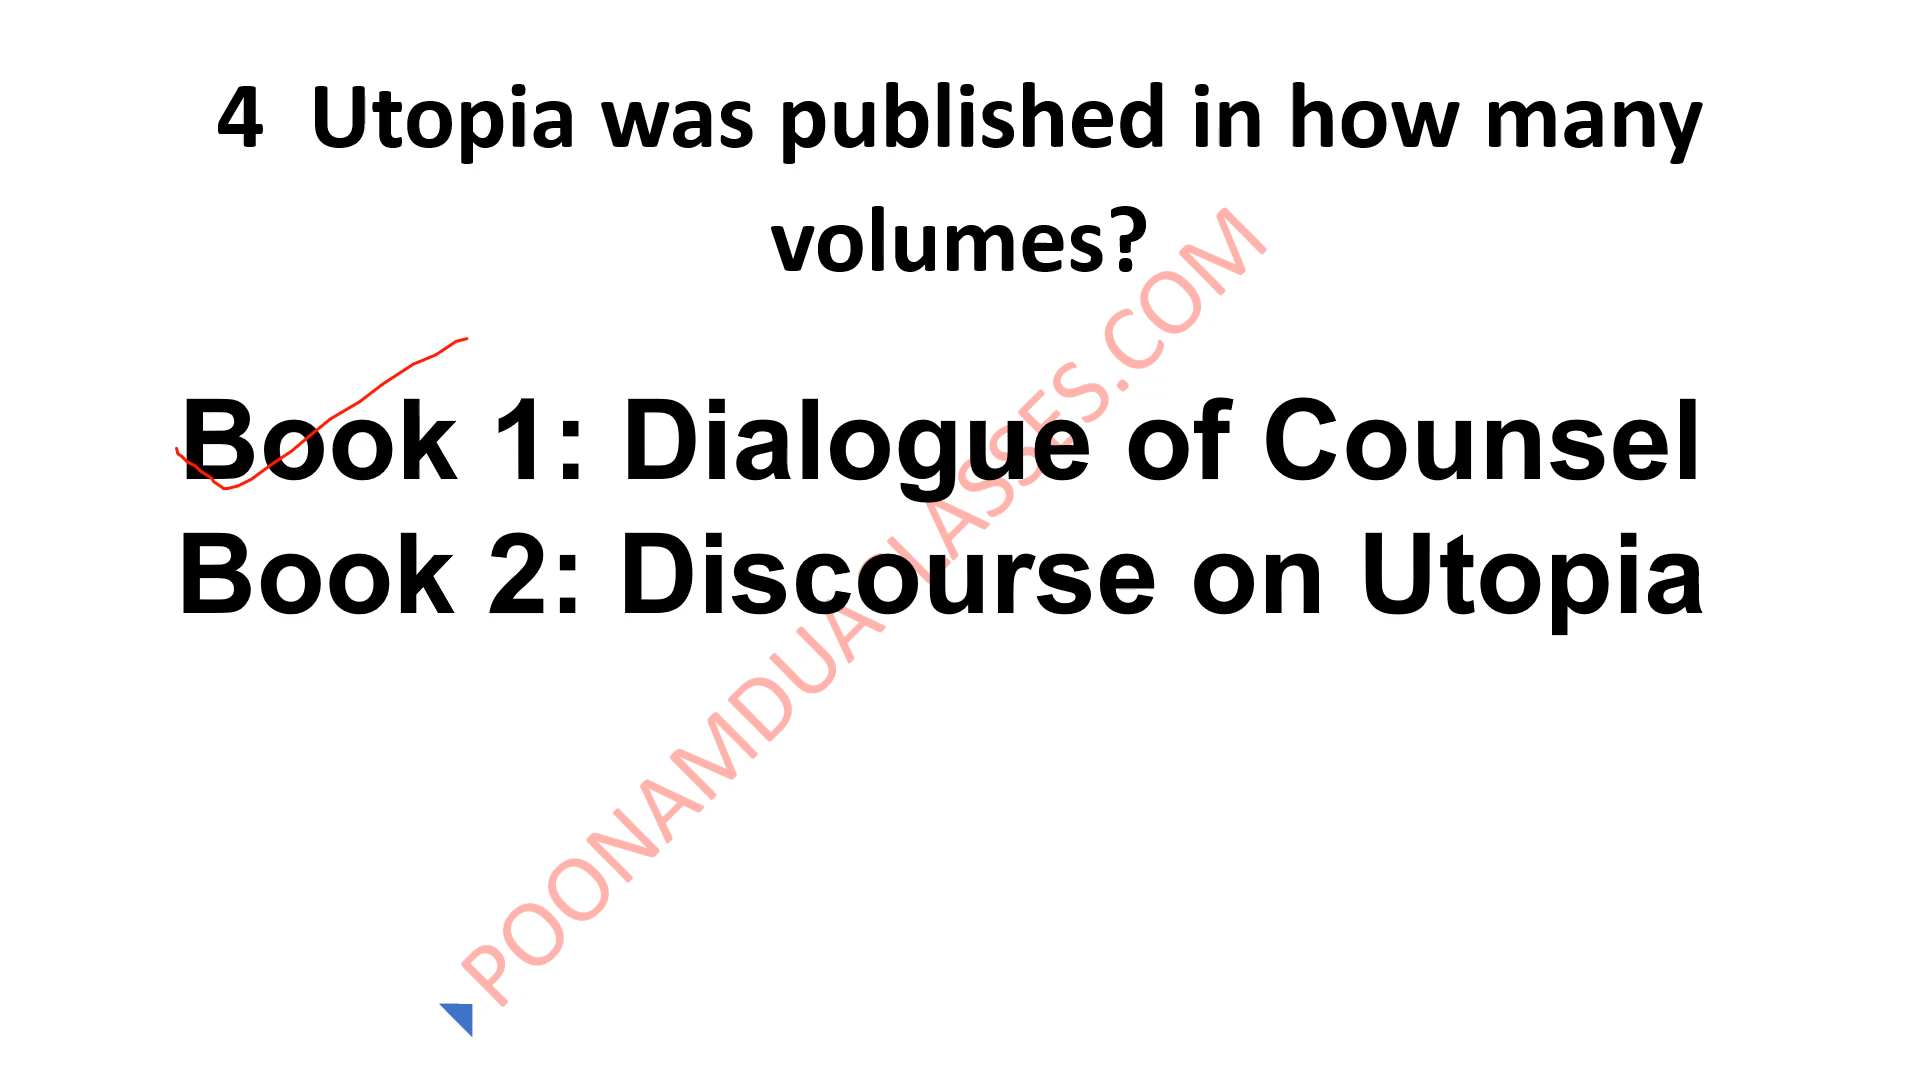 4 Utopia was published in how many
volumes?
Book 1: Dialogue of Counsel
Book 2: Discourse on Utopia
POONAMDUACLASSES.COM